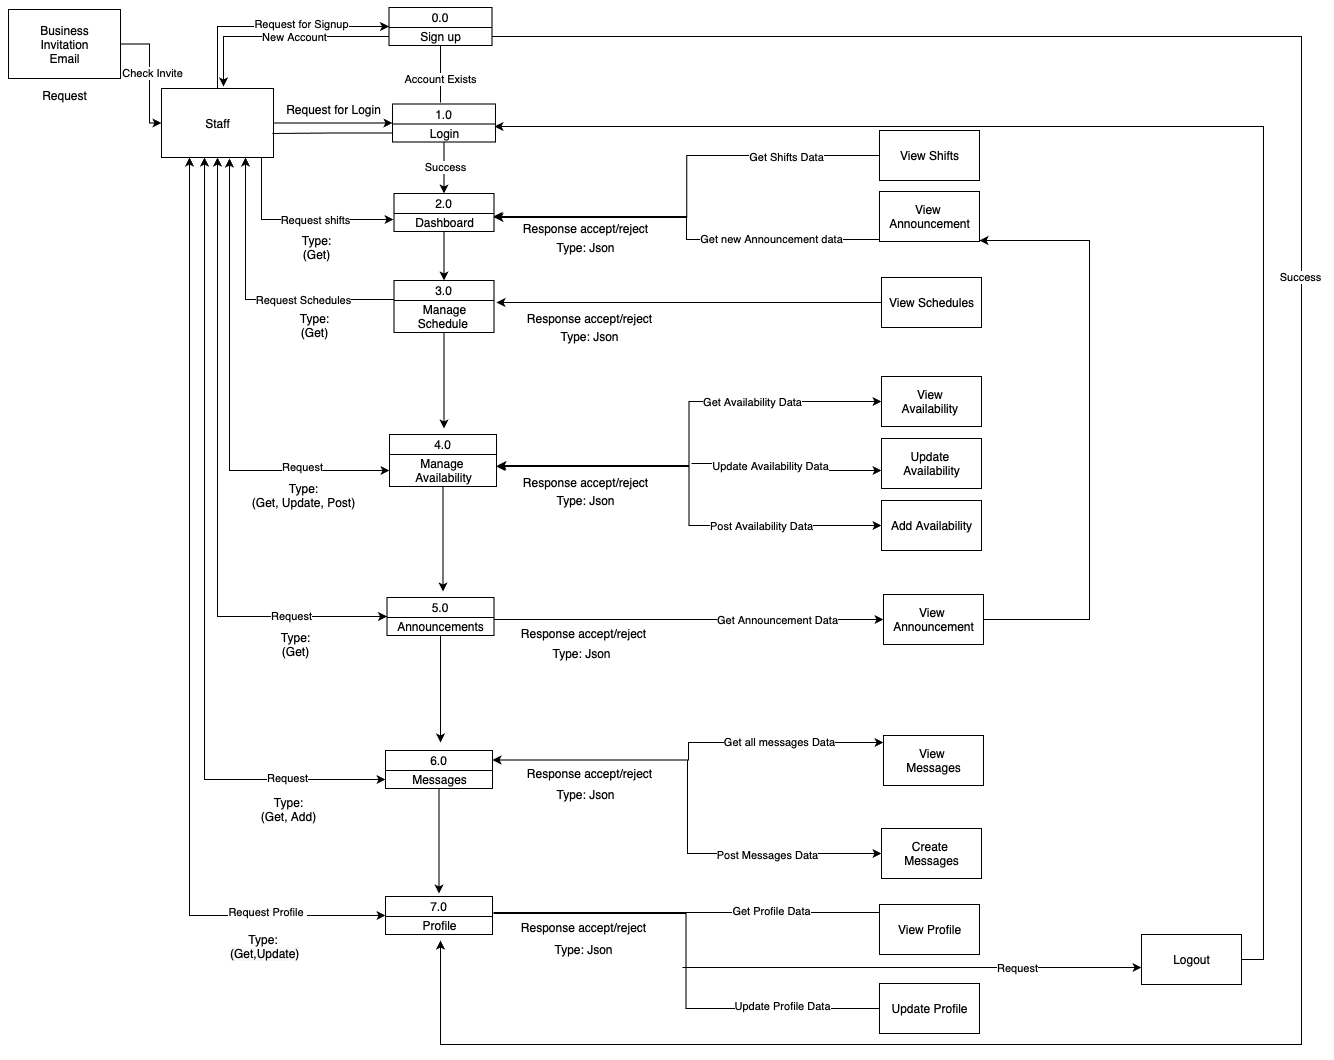 Business
Invitation
Email
Request
Check Invite
Request for Signup
New Account
0.0
Sign up
Account Exists
Staff
Request for Login
1.0
Login
Success
Request shifts
Type:
(Get)
2.0
Dashboard
Response accept/reject
Type: Json
Get Shifts Data
View Shifts
Get new Announcement data
View
Announcement
Success
Request Schedules
Type:
(Get)
3.0
Manage
Schedule
Response accept/reject
Type: Json
View Schedules
Request
Type:
(Get, Update, Post)
4.0
Manage
Availability
Response accept/reject
Type: Json
Get Availability Data
View
Availability
Update Availability Data
Update
Availability
Post Availability Data
Add Availability
Request
Type:
(Get)
5.0
Announcements
Response accept/reject
Type: Json
Get Announcement Data
View
Announcement
Request
Type:
(Get, Add)
6.0
Messages
Response accept/reject
Type: Json
Get all messages Data
View
Messages
Post Messages Data
Create
Messages
Request Profile
Type:
(Get,Update)
7.0
Profile
Response accept/reject
Type: Json
Get Profile Data
View Profile
Request
Logout
Update Profile Data
Update Profile